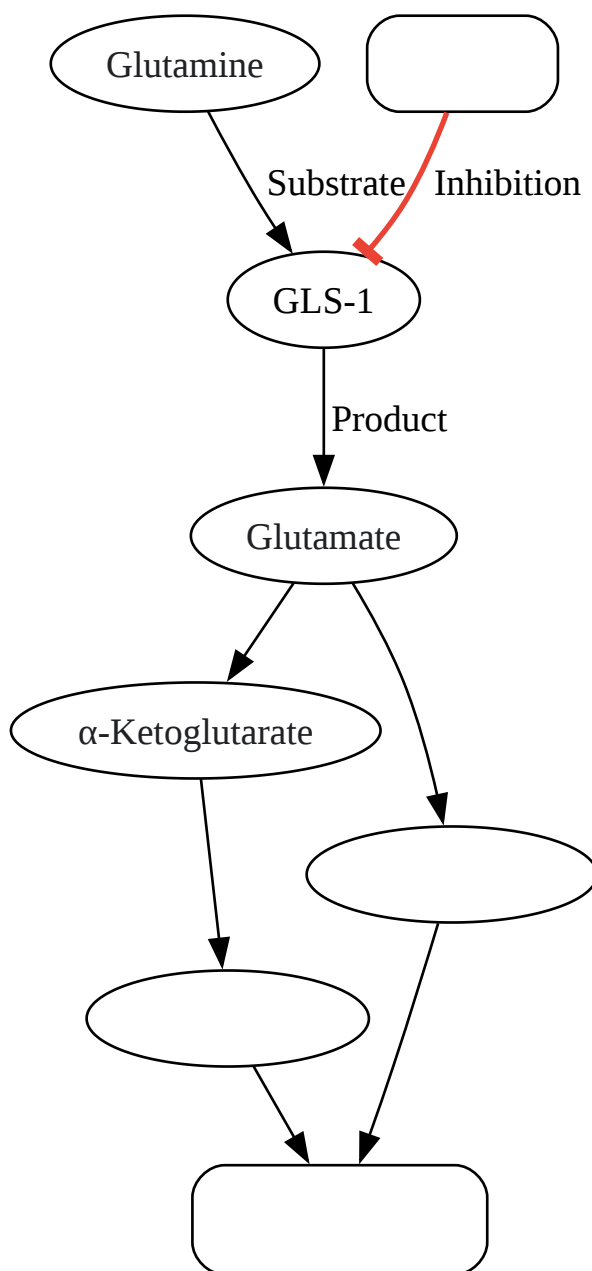 Glutamine
Substrate
Inhibition
GLS-1
Product
Glutamate
α-Ketoglutarate